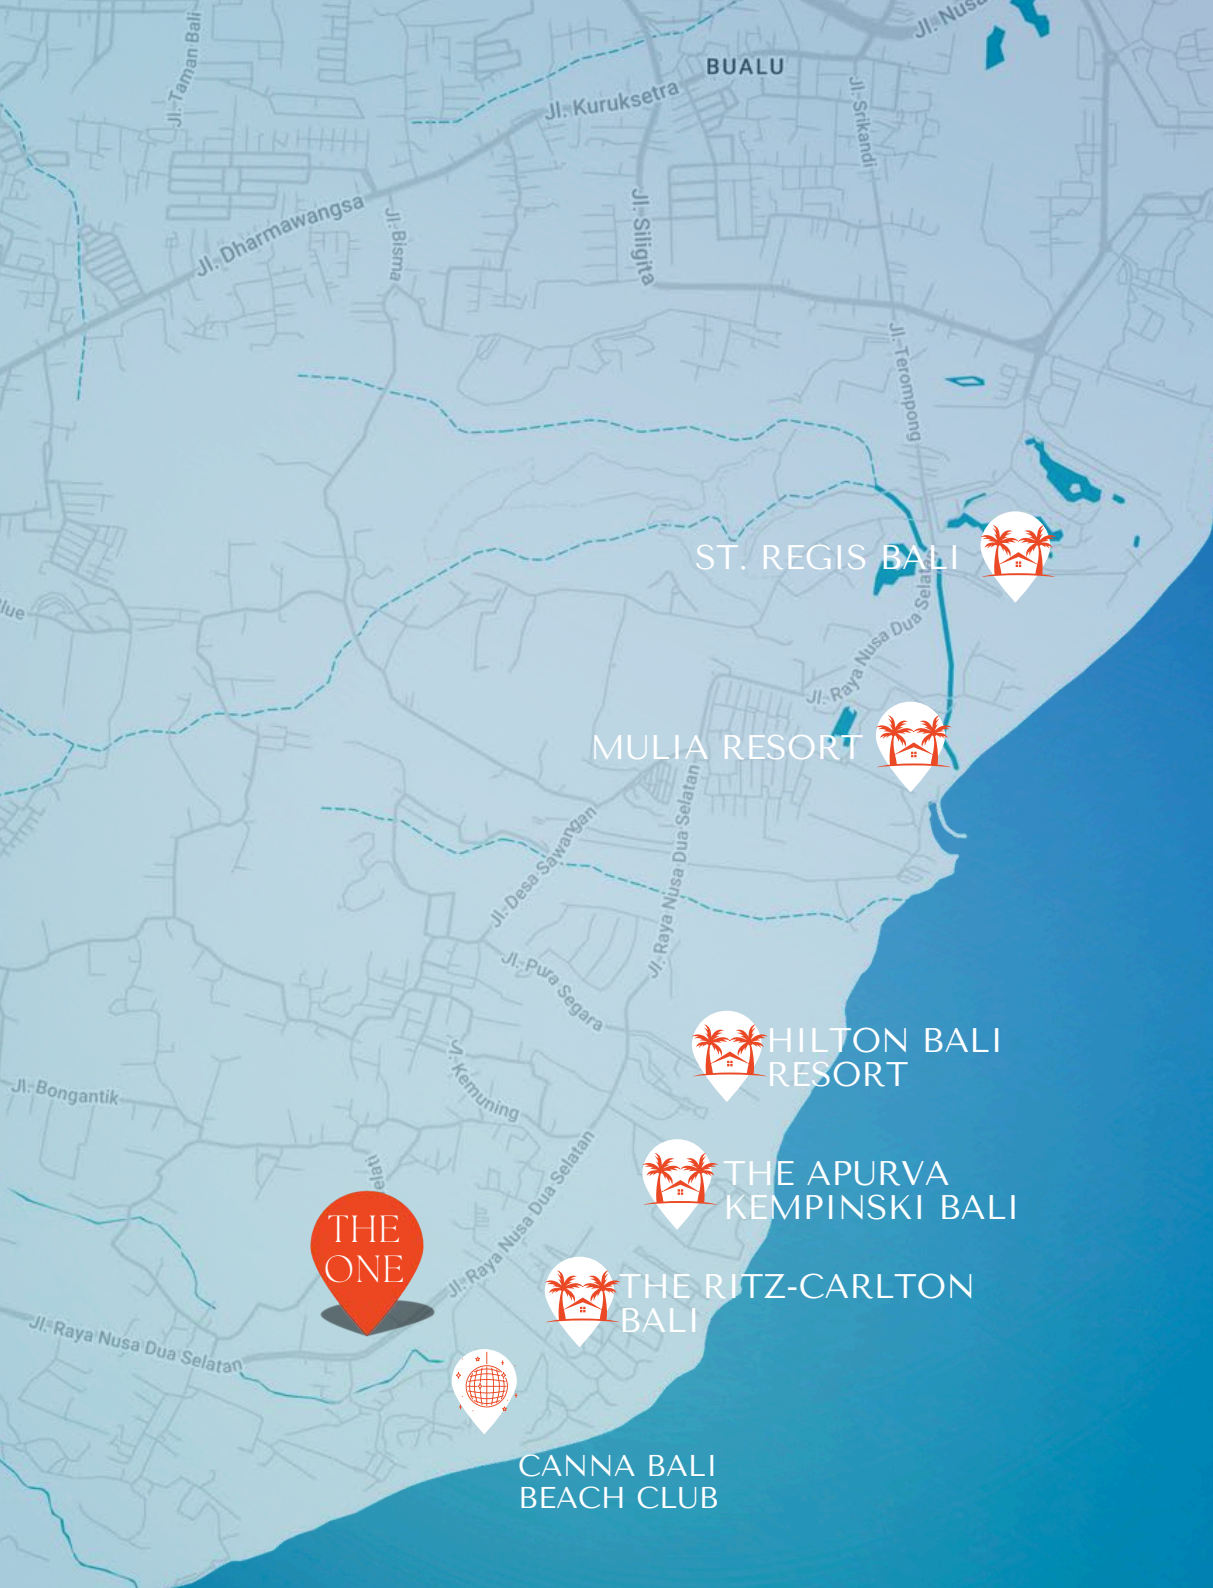 Jl. Nusa
Jl. Taman Bali
BUALU
Jl. Kuruksetra
Jl. Srikandi
Jl. Dharmawangsa
Jl. Bisma
Jl. Siligita
Jl. Terompong
ST. REGIS BALI
Jl. Raya Nusa Dua Selatan
MULIA RESORT
Jl. Desa Sawangan
Jl. Raya Nusa Dua Selatan
Jl. Pura Segara
HILTON BALI
RESORT
Jl. Kemuning
Jl. Bongantik
THE APURVA
KEMPINSKI BALI
Jl. Raya Nusa Dua Selatan
THE
ONE
THE RITZ-CARLTON
BALI
Jl. Raya Nusa Dua Selatan
CANNA BALI
BEACH CLUB